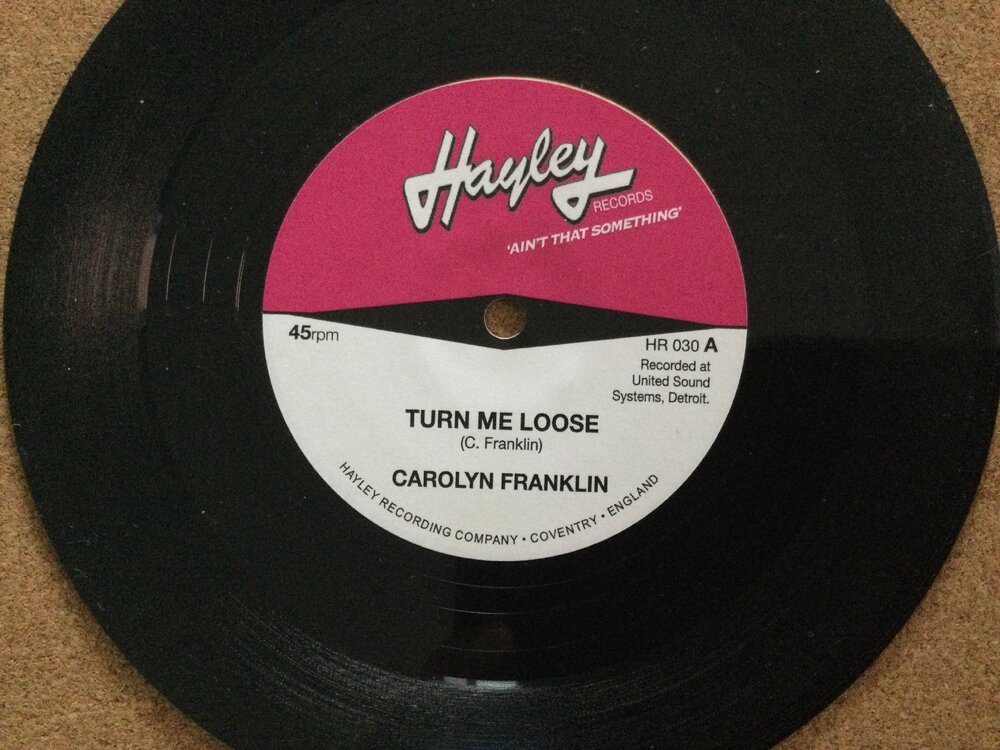 Hayley
RECORDS
'AIN'T THAT SOMETHING'
45rpm
HR 030 A
Recorded at
United Sound
Systems, Detroit.
TURN ME LOOSE
(C. Franklin)
CAROLYN FRANKLIN
HAYLEY RECORDING COMPANY • COVENTRY • ENGLAND